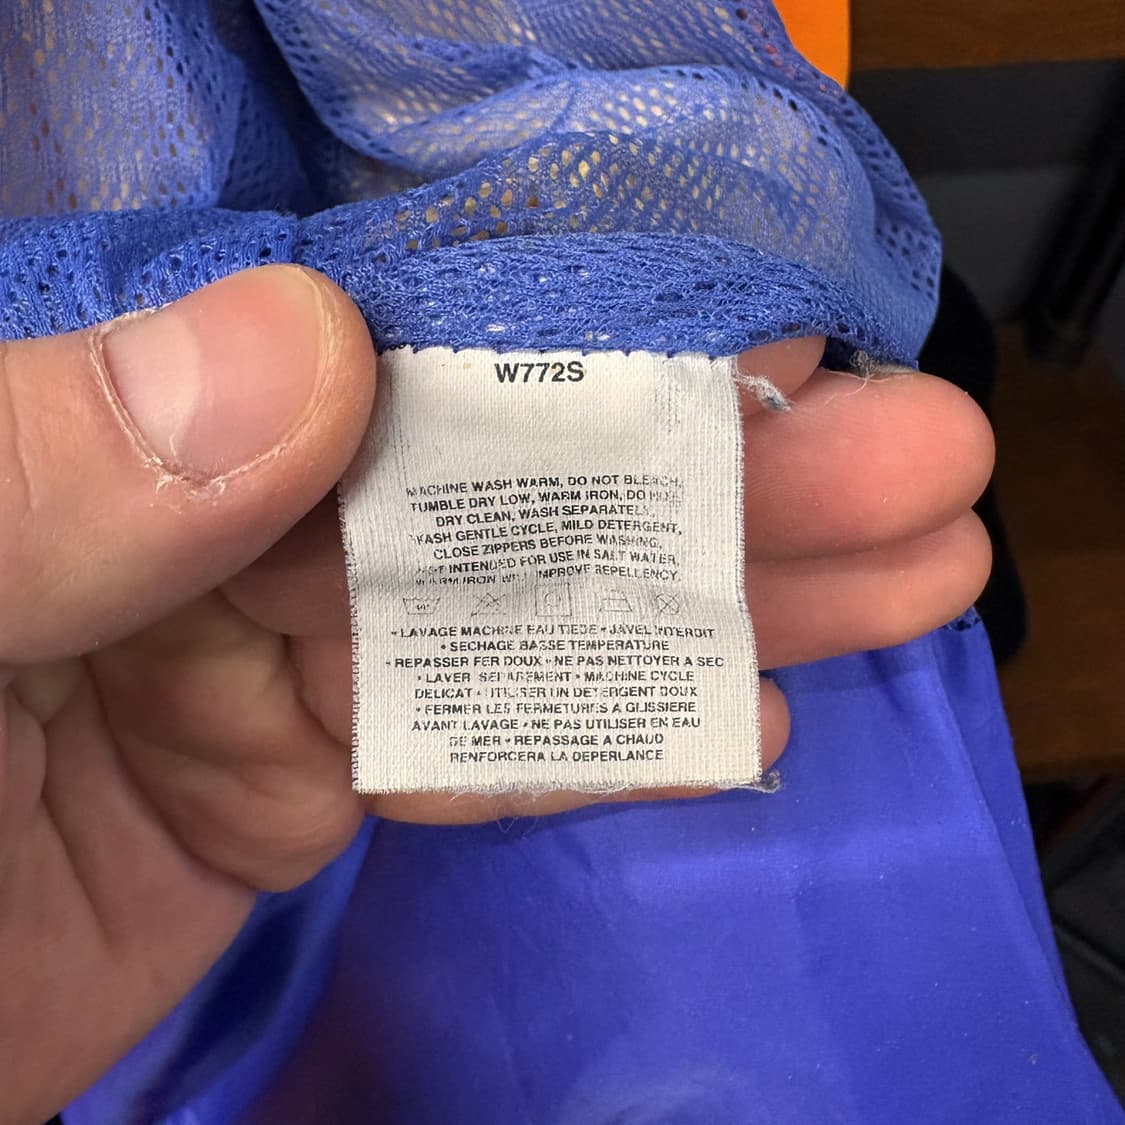 W772S
MACHINE WASH WARM, DO NOT BLEACH,
TUMBLE DRY LOW, WARM IRON, DO NOT
DRY CLEAN, WASH SEPARATELY,
WASH GENTLE CYCLE, MILD DETERGENT,
CLOSE ZIPPERS BEFORE WASHING,
NOT INTENDED FOR USE IN SALT WATER,
WARM IRON WILL IMPROVE REPELLENCY
• LAVAGE MACHINE EAU TIEDE • JAVEL INTERDIT
• SECHAGE BASSE TEMPERATURE
• REPASSER FER DOUX • NE PAS NETTOYER A SEC
• LAVER SEPAREMENT • MACHINE CYCLE
DELICAT • UTILISER UN DETERGENT DOUX
• FERMER LES FERMETURES A GLISSIERE
AVANT LAVAGE • NE PAS UTILISER EN EAU
DE MER • REPASSAGE A CHAUD
RENFORCERA LA DEPERLANCE